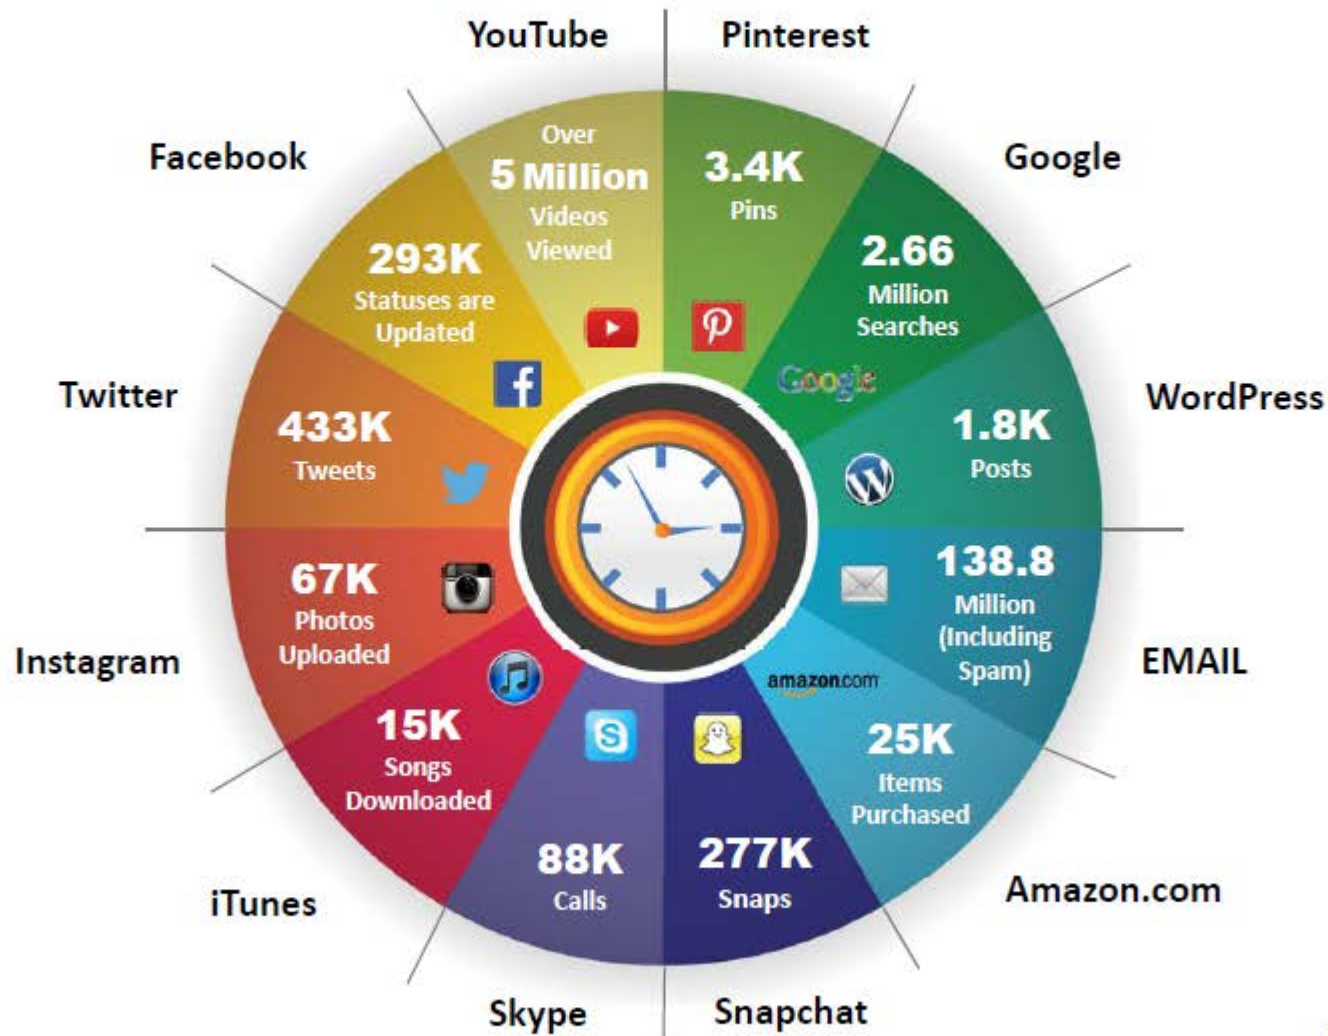 YouTube
Pinterest
Facebook
Google
Twitter
WordPress
Instagram
EMAIL
iTunes
Amazon.com
Skype
Snapchat
Over
5 Million
Videos
Viewed
3.4K
Pins
2.66
Million
Searches
Google
1.8K
Posts
138.8
Million
(Including
Spam)
amazon.com
25K
Items
Purchased
277K
Snaps
88K
Calls
15K
Songs
Downloaded
67K
Photos
Uploaded
433K
Tweets
293K
Statuses are
Updated